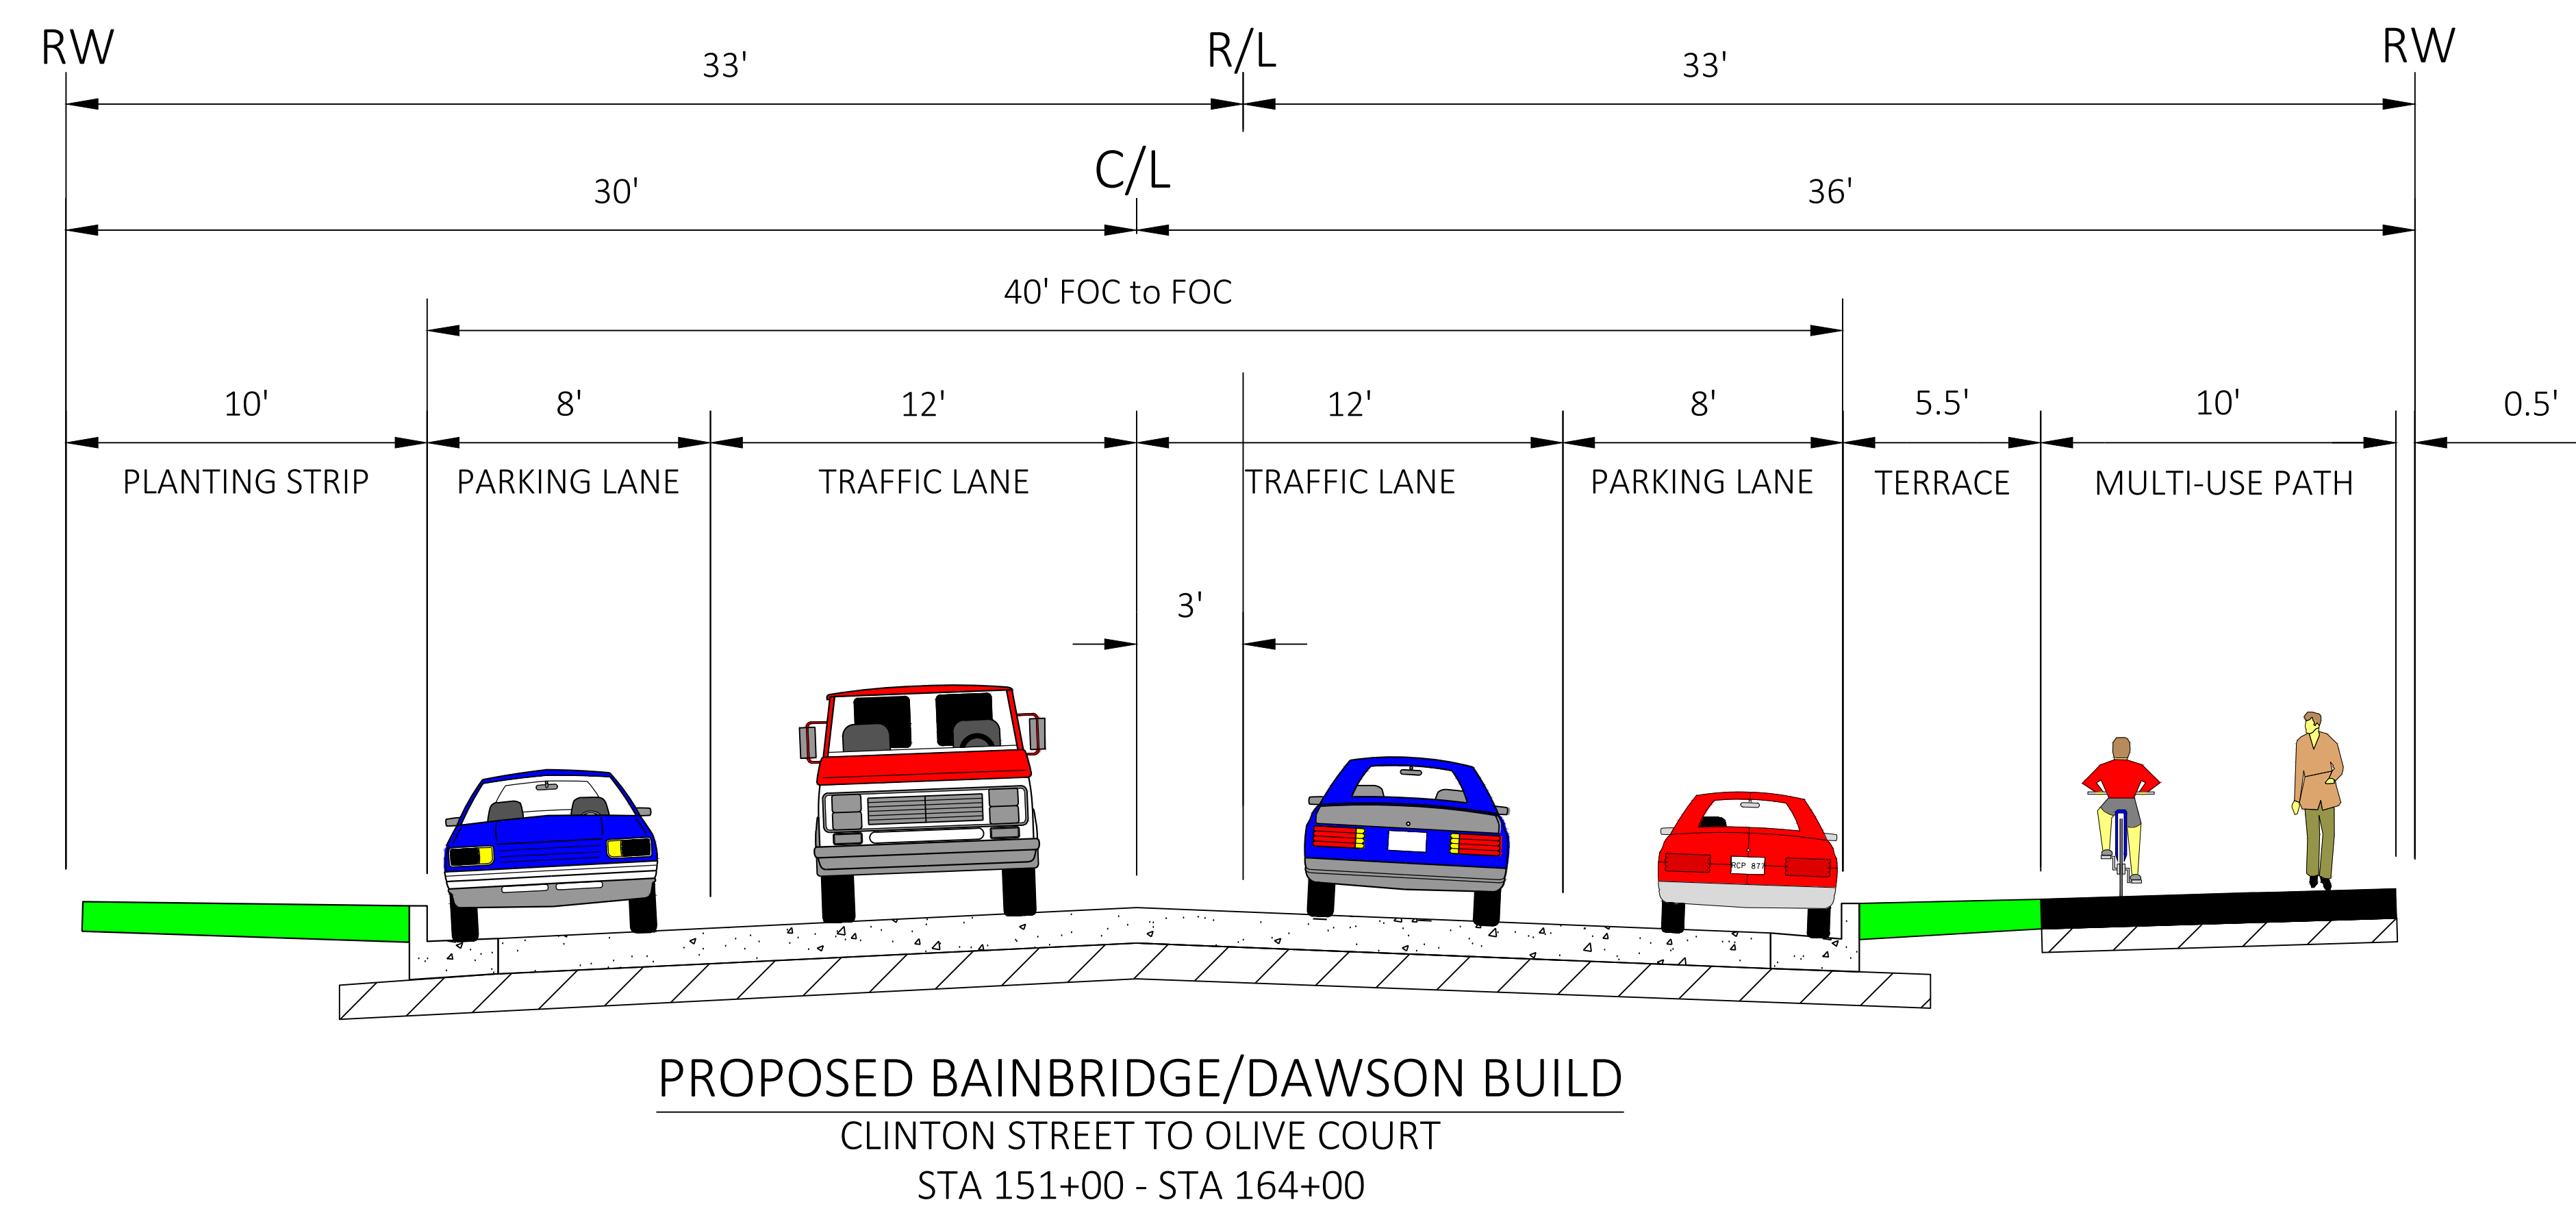 RW R/L RW
33' 33'
C/L
30' 36'
40' FOC to FOC
10' 8' 12' 12' 8' 5.5' 10' 0.5'
PLANTING STRIP PARKING LANE TRAFFIC LANE TRAFFIC LANE PARKING LANE TERRACE MULTI-USE PATH
3'
RCP 877
PROPOSED BAINBRIDGE/DAWSON BUILD
CLINTON STREET TO OLIVE COURT
STA 151+00 - STA 164+00